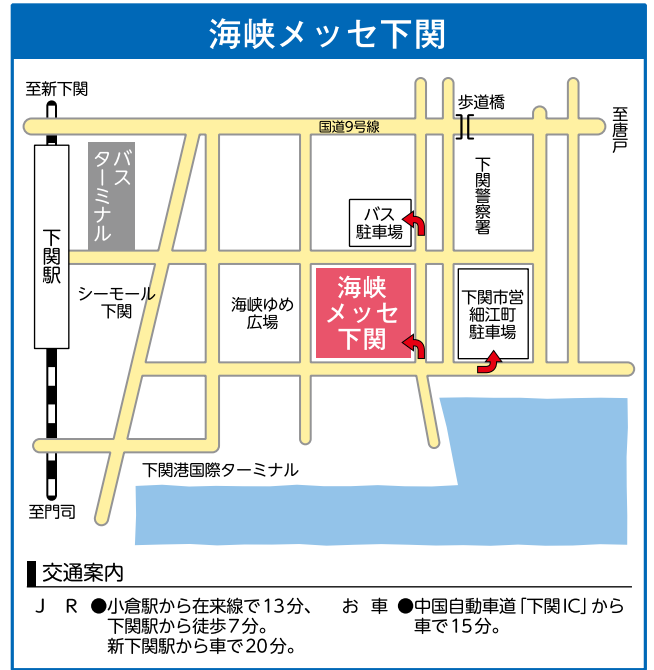 海峡メッセ下関
至新下関
歩道橋
国道9号線
至唐戸
バス
ターミナル
下関警察署
バス
駐車場
下関駅
シーモール
下関
海峡ゆめ
広場
海峡
メッセ
下関
下関市営
細江町
駐車場
下関港国際ターミナル
至門司
交通案内
J R ●小倉駅から在来線で13分、
下関駅から徒歩7分。
新下関駅から車で20分。
お 車 ●中国自動車道「下関IC」から
車で15分。